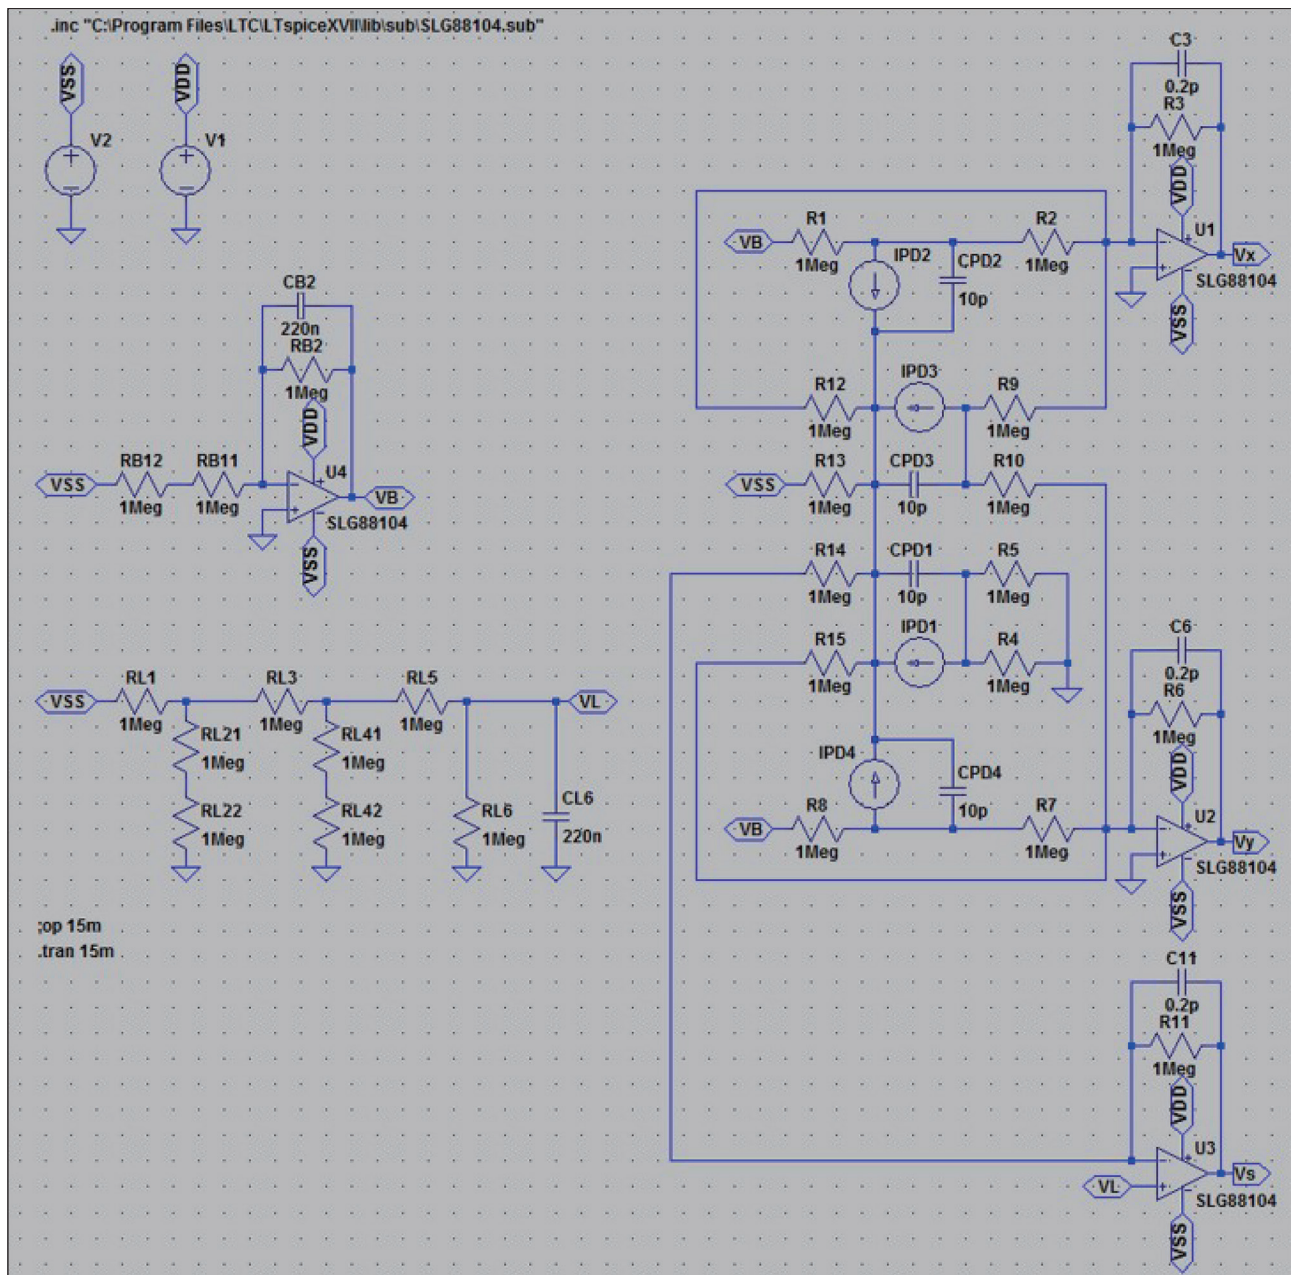 .inc "C:\Program Files\LTC\LTspiceXVII\lib\sub\SLG88104.sub"
VSS
VDD
V2
V1
C3
0.2p
R3
1Meg
VDD
U1
Vx
SLG88104
VSS
VB
R1
1Meg
IPD2
CPD2
10p
R2
1Meg
CB2
220n
RB2
1Meg
VDD
U4
VB
SLG88104
VSS
VSS
RB12
1Meg
RB11
1Meg
R12
1Meg
IPD3
R9
1Meg
VSS
R13
1Meg
CPD3
10p
R10
1Meg
R14
1Meg
CPD1
10p
R5
1Meg
R15
1Meg
IPD1
R4
1Meg
VSS
RL1
1Meg
RL3
1Meg
RL5
1Meg
VL
RL21
1Meg
RL41
1Meg
RL22
1Meg
RL42
1Meg
RL6
1Meg
CL6
220n
IPD4
CPD4
10p
VB
R8
1Meg
R7
1Meg
C6
0.2p
R6
1Meg
VDD
U2
Vy
SLG88104
VSS
;op 15m
.tran 15m
C11
0.2p
R11
1Meg
VDD
U3
VL
Vs
SLG88104
VSS